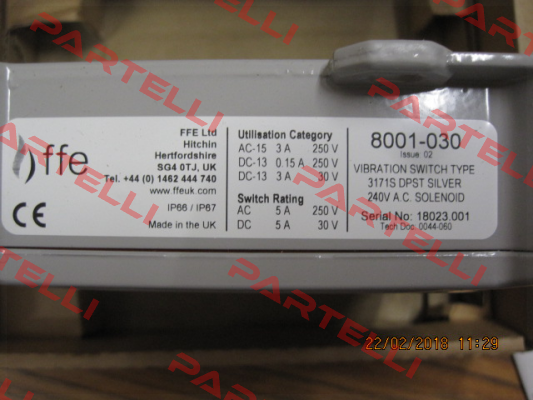 ffe
FFE Ltd
Hitchin
Hertfordshire
SG4 0TJ, UK
Tel. +44 (0) 1462 444 740
www.ffeuk.com
IP66 / IP67
Made in the UK
CE
Utilisation Category
AC-15 3 A 250 V
DC-13 0.15 A 250 V
DC-13 3 A 30 V
Switch Rating
AC 5 A 250 V
DC 5 A 30 V
8001-030
Issue: 02
VIBRATION SWITCH TYPE
3171S DPST SILVER
240V A.C. SOLENOID
Serial No: 18023.001
Tech Doc. 0044-060
22/02/2018 11:29
PARTELLI
PARTELLI
PARTELLI
PARTELLI
PARTELLI
PARTELLI